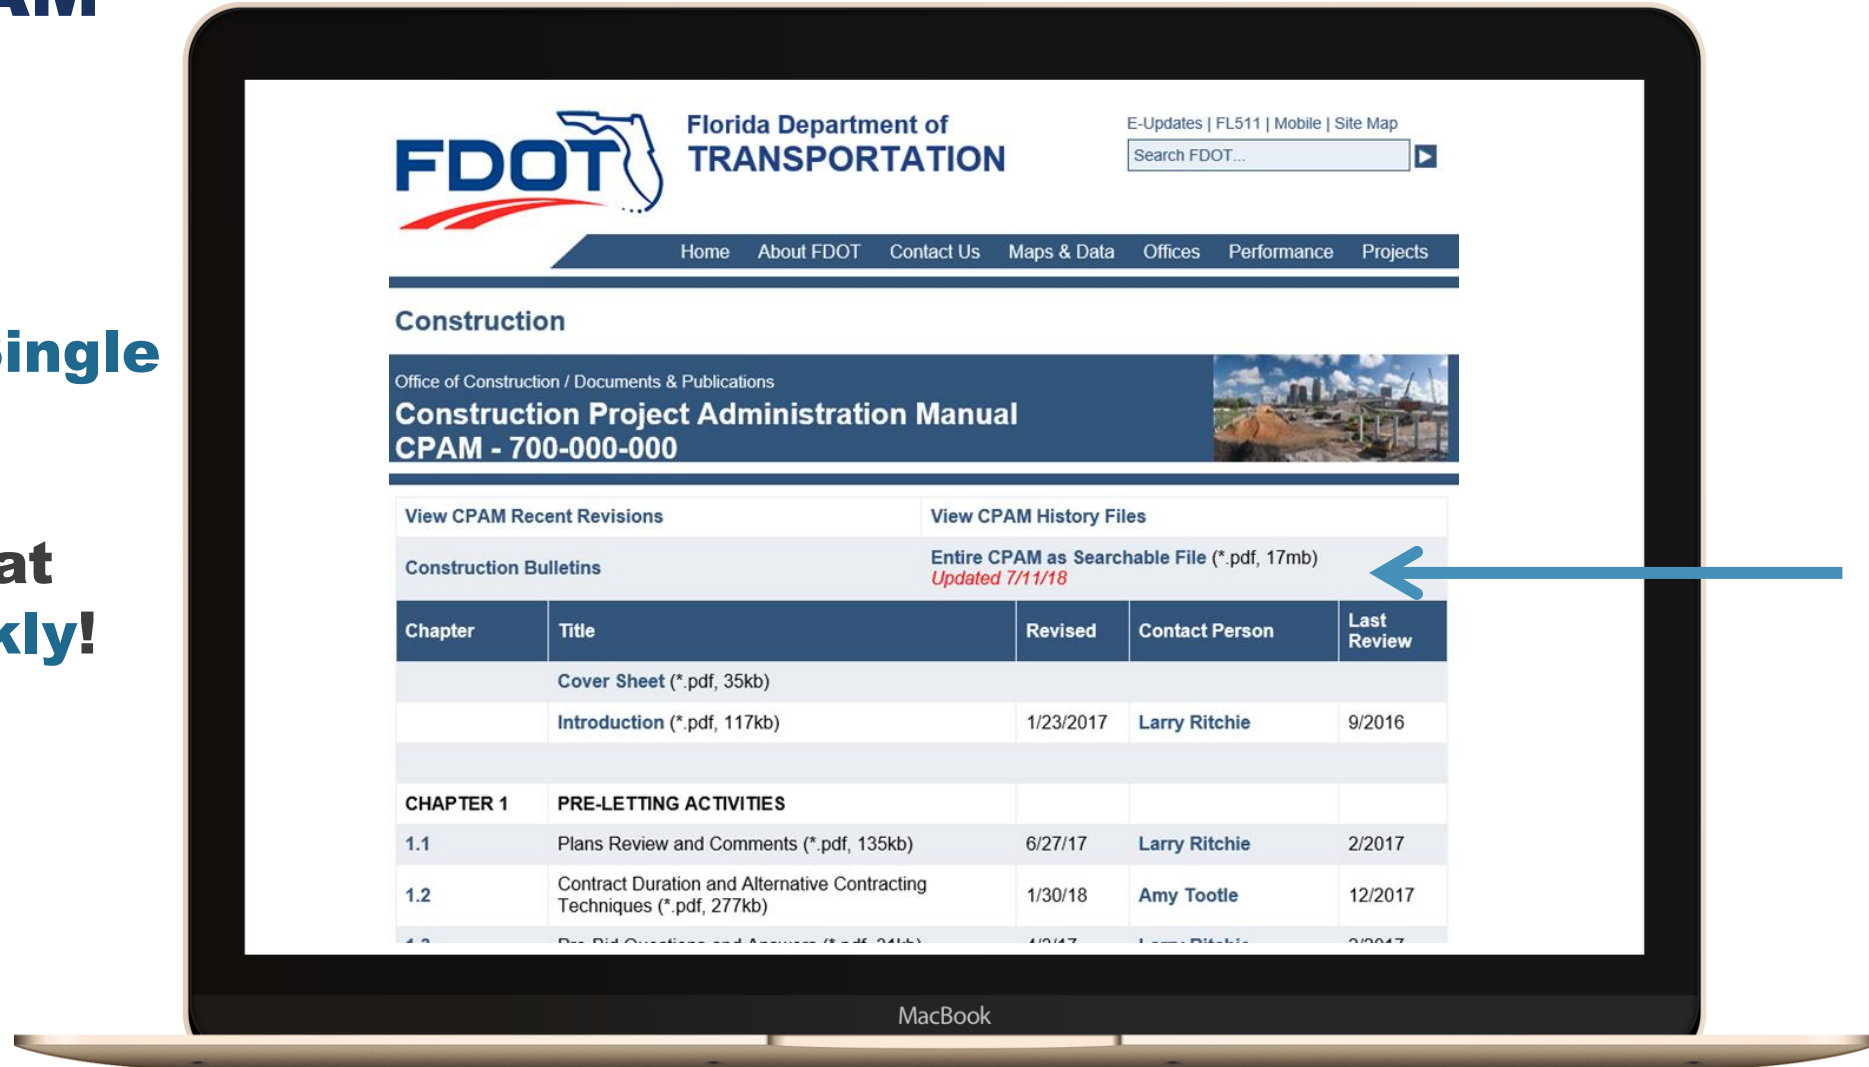 AM
Single
at
kly!
FDOT
Florida Department of
TRANSPORTATION
E-Updates | FL511 | Mobile | Site Map
Search FDOT...
Home About FDOT Contact Us Maps & Data Offices Performance Projects
Construction
Office of Construction / Documents & Publications
Construction Project Administration Manual
CPAM - 700-000-000
View CPAM Recent Revisions View CPAM History Files
Construction Bulletins Entire CPAM as Searchable File (*.pdf, 17mb)
Updated 7/11/18
Chapter Title Revised Contact Person Last Review
Cover Sheet (*.pdf, 35kb)
Introduction (*.pdf, 117kb) 1/23/2017 Larry Ritchie 9/2016
CHAPTER 1 PRE-LETTING ACTIVITIES
1.1 Plans Review and Comments (*.pdf, 135kb) 6/27/17 Larry Ritchie 2/2017
1.2 Contract Duration and Alternative Contracting
Techniques (*.pdf, 277kb) 1/30/18 Amy Tootle 12/2017
MacBook